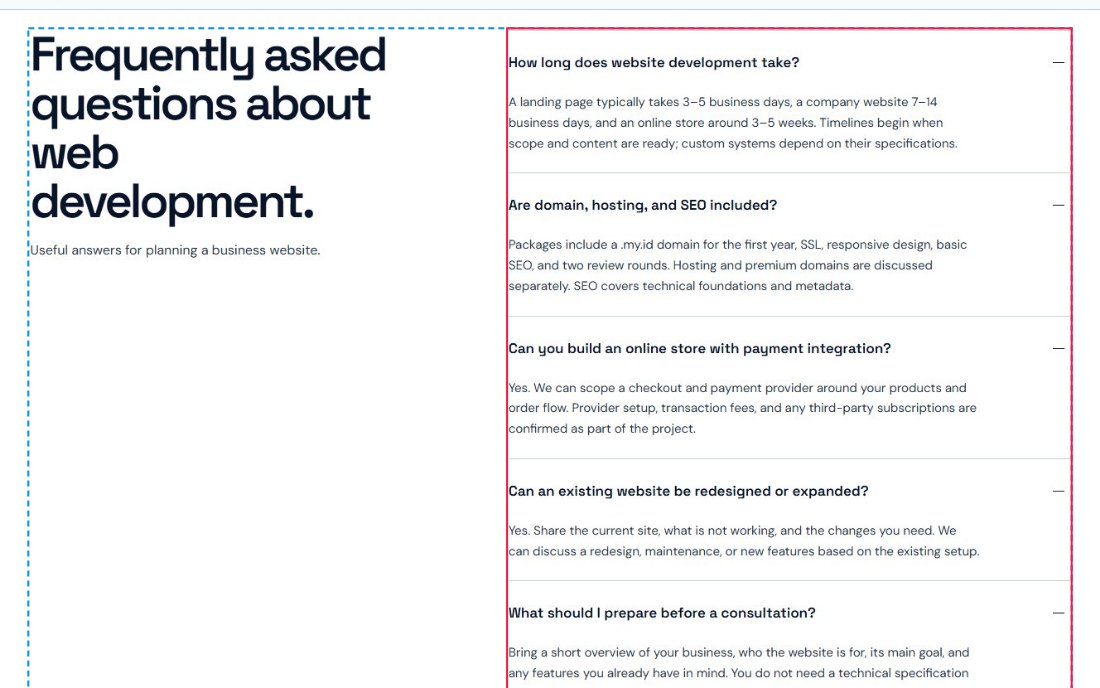 Frequently asked
questions about
web
development.
Useful answers for planning a business website.
How long does website development take?
A landing page typically takes 3–5 business days, a company website 7–14
business days, and an online store around 3–5 weeks. Timelines begin when
scope and content are ready; custom systems depend on their specifications.
Are domain, hosting, and SEO included?
Packages include a .my.id domain for the first year, SSL, responsive design, basic
SEO, and two review rounds. Hosting and premium domains are discussed
separately. SEO covers technical foundations and metadata.
Can you build an online store with payment integration?
Yes. We can scope a checkout and payment provider around your products and
order flow. Provider setup, transaction fees, and any third-party subscriptions are
confirmed as part of the project.
Can an existing website be redesigned or expanded?
Yes. Share the current site, what is not working, and the changes you need. We
can discuss a redesign, maintenance, or new features based on the existing setup.
What should I prepare before a consultation?
Bring a short overview of your business, who the website is for, its main goal, and
any features you already have in mind. You do not need a technical specification